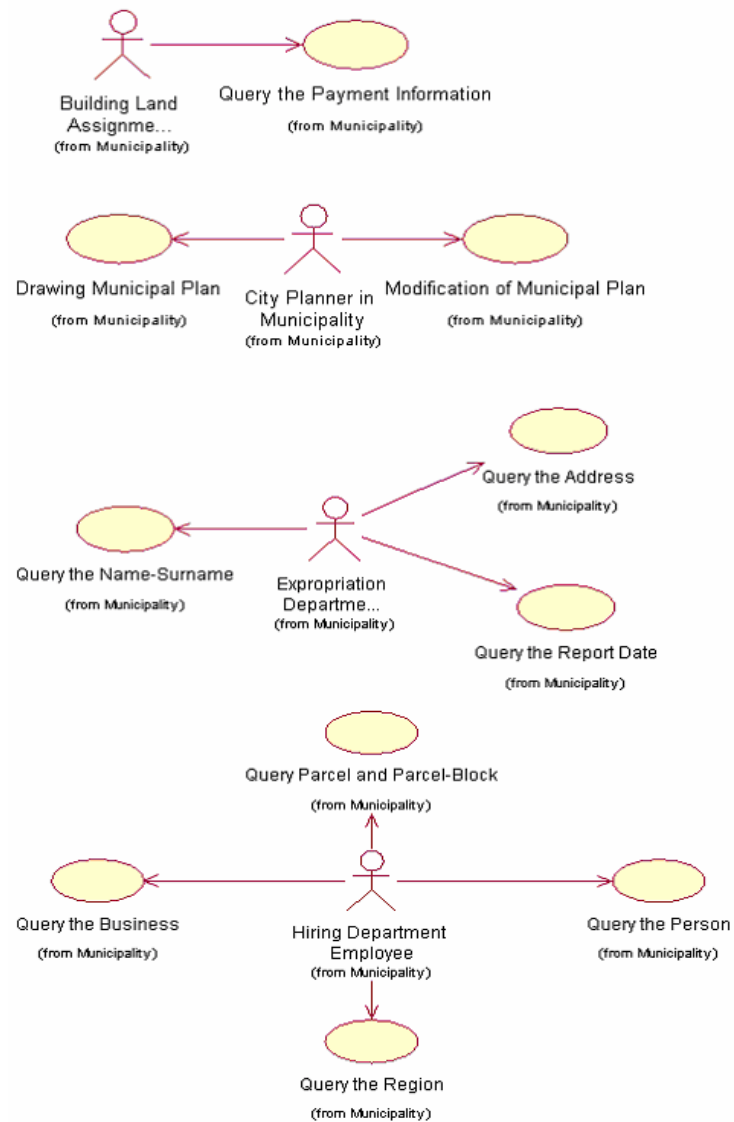 Query the Payment Information
(from Municipality)
Building Land
Assignme...
(from Municipality)
Drawing Municipal Plan
(from Municipality)
City Planner in
Municipality
(from Municipality)
Modification of Municipal Plan
(from Municipality)
Query the Address
(from Municipality)
Query the Name-Surname
(from Municipality)
Expropriation
Departme...
(from Municipality)
Query the Report Date
(from Municipality)
Query Parcel and Parcel-Block
(from Municipality)
Query the Business
(from Municipality)
Hiring Department
Employee
(from Municipality)
Query the Person
(from Municipality)
Query the Region
(from Municipality)